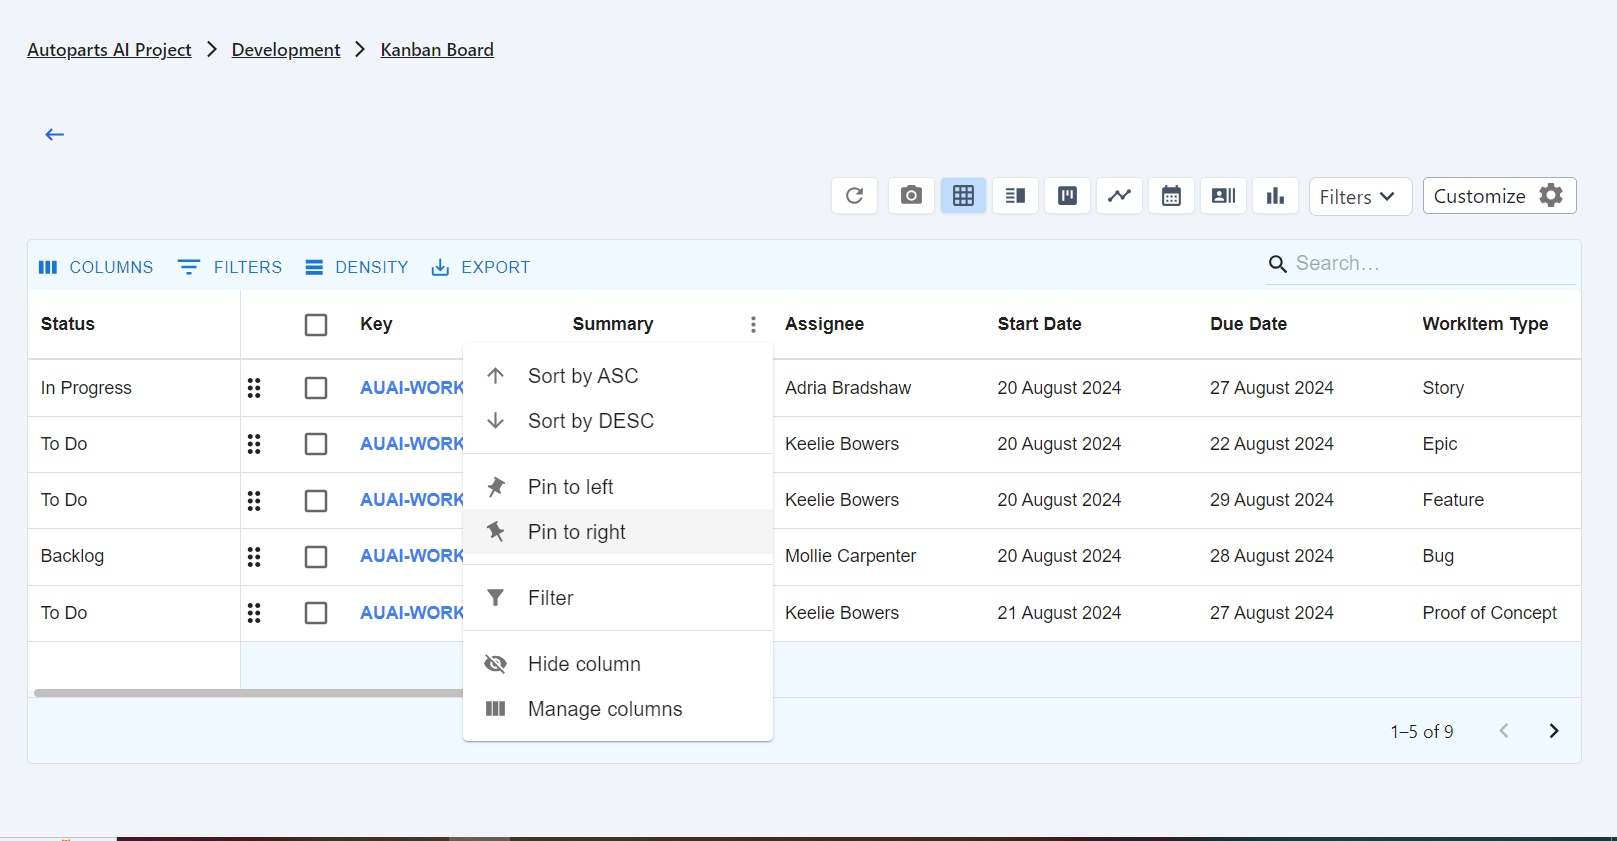 Autoparts AI Project > Development > Kanban Board
Filters Customize
COLUMNS FILTERS DENSITY EXPORT Search...
Status Key Summary Assignee Start Date Due Date WorkItem Type
In Progress AUAI-WORK Adria Bradshaw 20 August 2024 27 August 2024 Story
To Do AUAI-WORK Keelie Bowers 20 August 2024 22 August 2024 Epic
To Do AUAI-WORK Keelie Bowers 20 August 2024 29 August 2024 Feature
Backlog AUAI-WORK Mollie Carpenter 20 August 2024 28 August 2024 Bug
To Do AUAI-WORK Keelie Bowers 21 August 2024 27 August 2024 Proof of Concept
Sort by ASC
Sort by DESC
Pin to left
Pin to right
Filter
Hide column
Manage columns
1–5 of 9